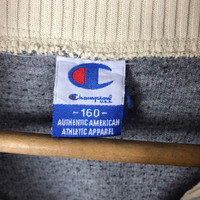 Champion
U.S.A.
-160-
AUTHENTIC AMERICAN
ATHLETIC APPAREL